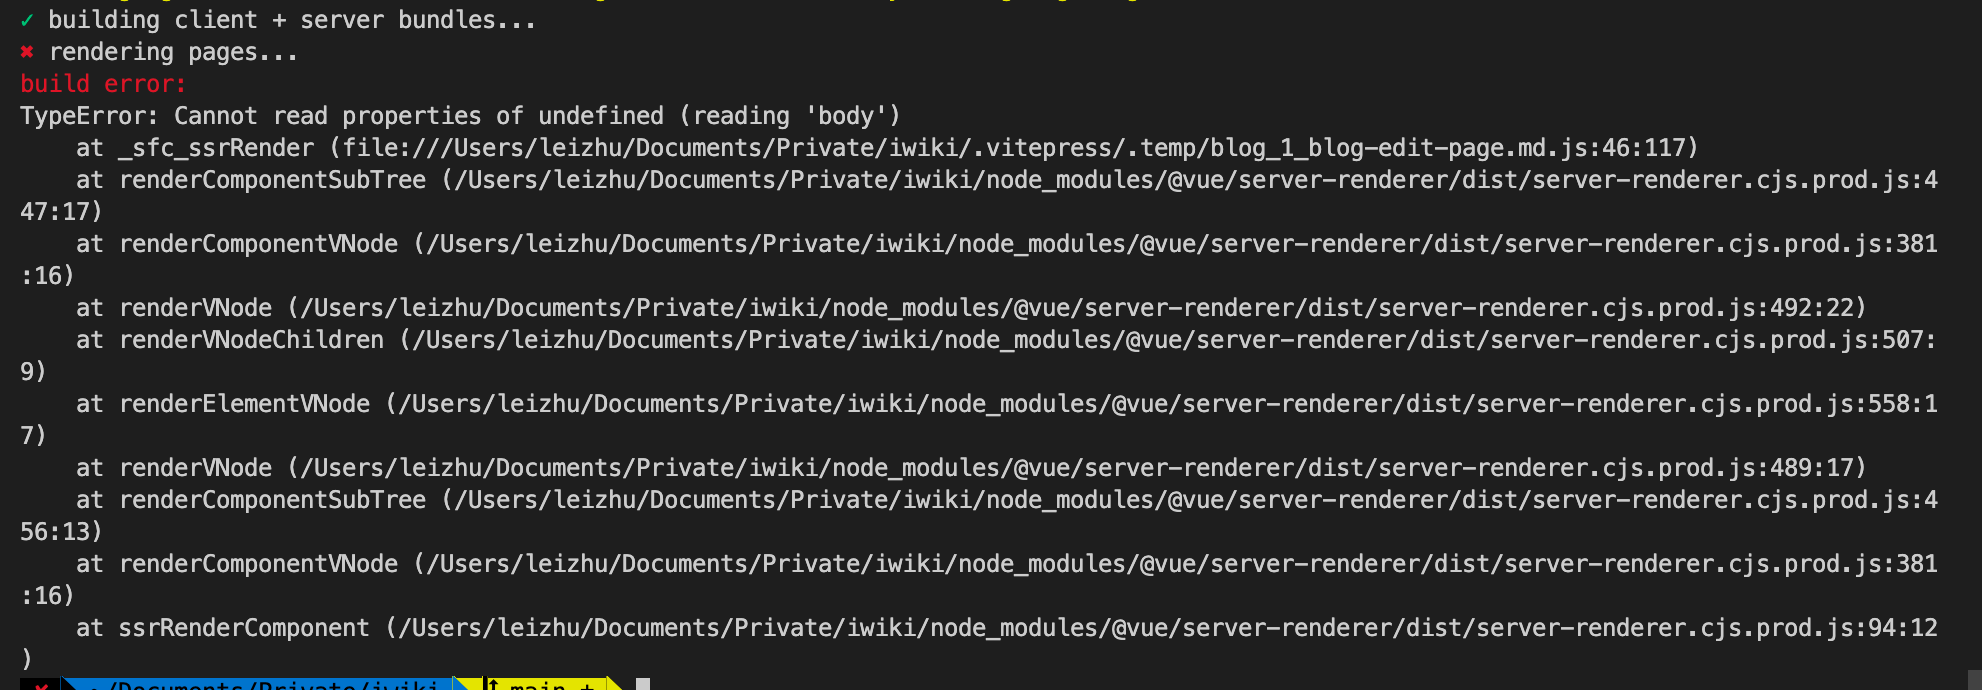 ✓ building client + server bundles...
✖ rendering pages...
build error:
TypeError: Cannot read properties of undefined (reading 'body')
    at _sfc_ssrRender (file:///Users/leizhu/Documents/Private/iwiki/.vitepress/.temp/blog_1_blog-edit-page.md.js:46:117)
    at renderComponentSubTree (/Users/leizhu/Documents/Private/iwiki/node_modules/@vue/server-renderer/dist/server-renderer.cjs.prod.js:4
47:17)
    at renderComponentVNode (/Users/leizhu/Documents/Private/iwiki/node_modules/@vue/server-renderer/dist/server-renderer.cjs.prod.js:381
:16)
    at renderVNode (/Users/leizhu/Documents/Private/iwiki/node_modules/@vue/server-renderer/dist/server-renderer.cjs.prod.js:492:22)
    at renderVNodeChildren (/Users/leizhu/Documents/Private/iwiki/node_modules/@vue/server-renderer/dist/server-renderer.cjs.prod.js:507:
9)
    at renderElementVNode (/Users/leizhu/Documents/Private/iwiki/node_modules/@vue/server-renderer/dist/server-renderer.cjs.prod.js:558:1
7)
    at renderVNode (/Users/leizhu/Documents/Private/iwiki/node_modules/@vue/server-renderer/dist/server-renderer.cjs.prod.js:489:17)
    at renderComponentSubTree (/Users/leizhu/Documents/Private/iwiki/node_modules/@vue/server-renderer/dist/server-renderer.cjs.prod.js:4
56:13)
    at renderComponentVNode (/Users/leizhu/Documents/Private/iwiki/node_modules/@vue/server-renderer/dist/server-renderer.cjs.prod.js:381
:16)
    at ssrRenderComponent (/Users/leizhu/Documents/Private/iwiki/node_modules/@vue/server-renderer/dist/server-renderer.cjs.prod.js:94:12
)
✘ ~/Documents/Private/iwiki main +